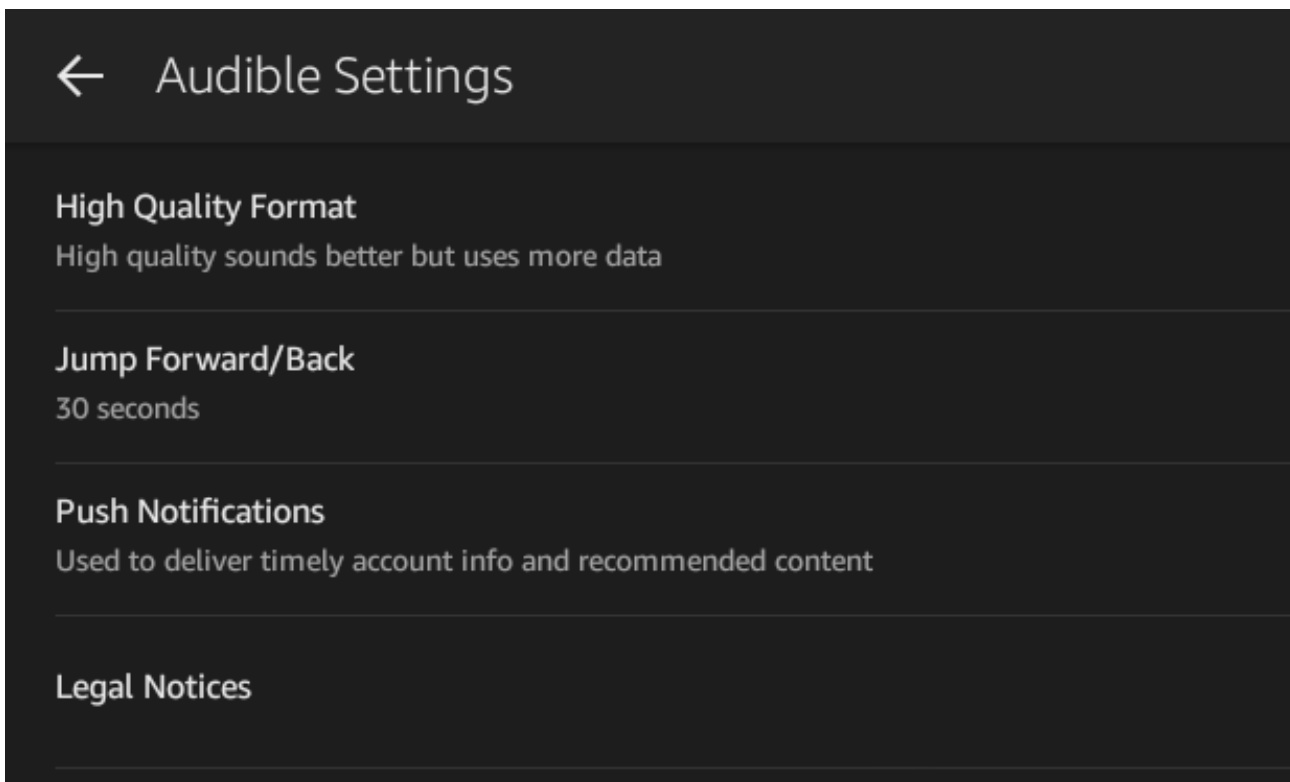 Audible Settings
High Quality Format
High quality sounds better but uses more data
Jump Forward/Back
30 seconds
Push Notifications
Used to deliver timely account info and recommended content
Legal Notices